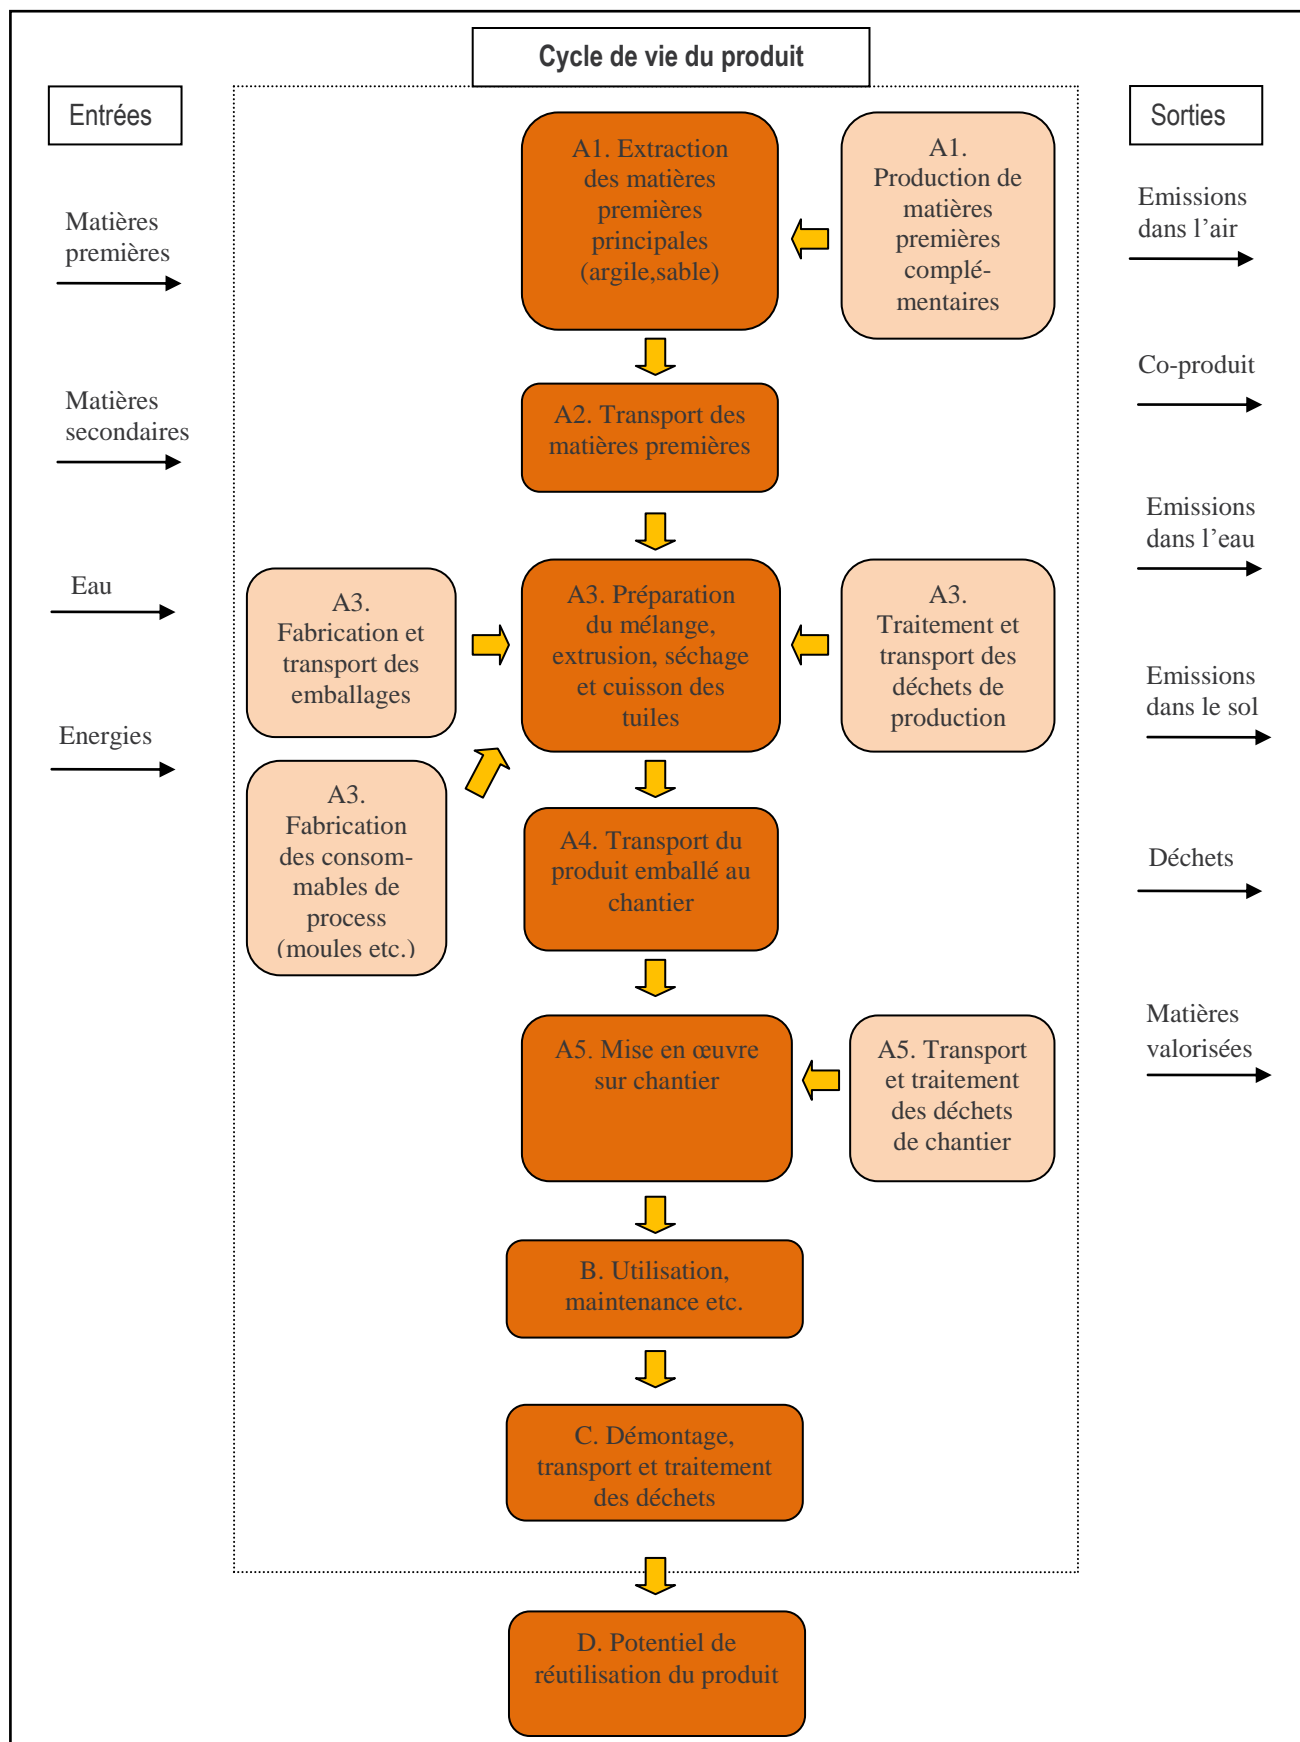 Cycle de vie du produit
Entrées
Matières
premières
Matières
secondaires
Eau
Energies
A1. Extraction
des matières
premières
principales
(argile,sable)
A1.
Production de
matières
premières
complé-
mentaires
A2. Transport des
matières premières
A3.
Fabrication et
transport des
emballages
A3. Préparation
du mélange,
extrusion, séchage
et cuisson des
tuiles
A3.
Traitement et
transport des
déchets de
production
A3.
Fabrication
des consom-
mables de
process
(moules etc.)
A4. Transport du
produit emballé au
chantier
A5. Mise en œuvre
sur chantier
A5. Transport
et traitement
des déchets
de chantier
B. Utilisation,
maintenance etc.
C. Démontage,
transport et traitement
des déchets
D. Potentiel de
réutilisation du produit
Sorties
Emissions
dans l’air
Co-produit
Emissions
dans l’eau
Emissions
dans le sol
Déchets
Matières
valorisées